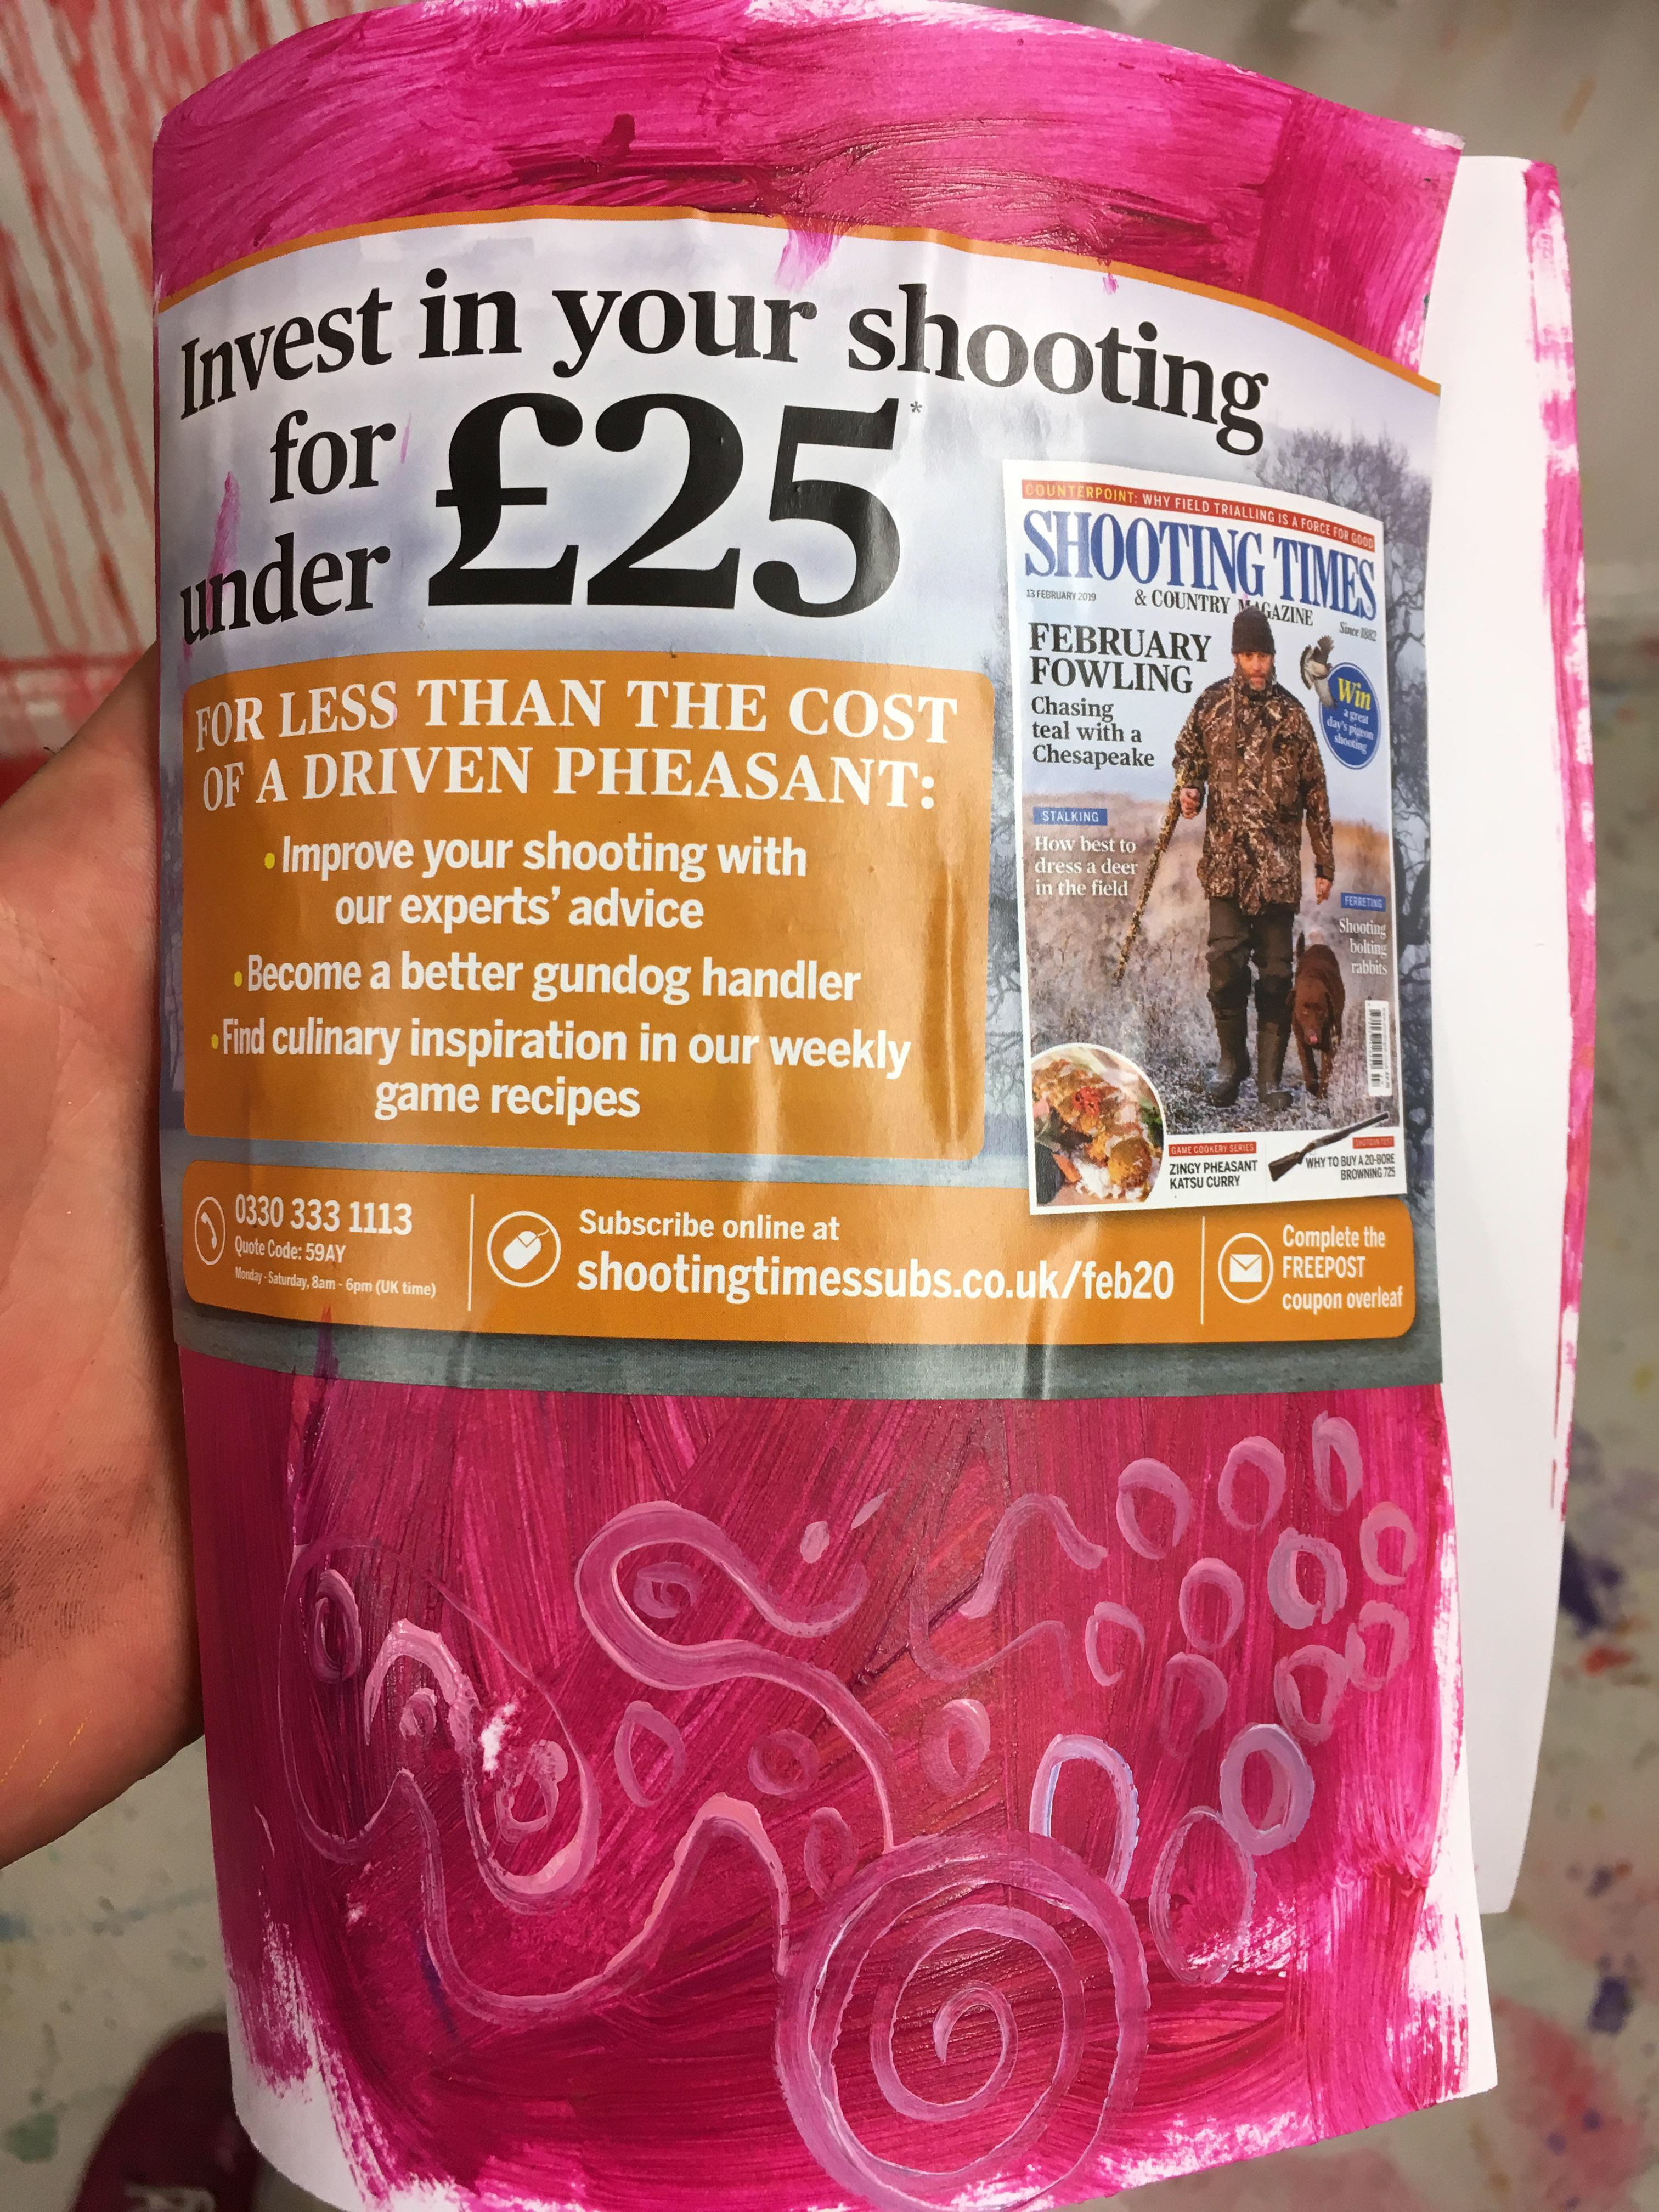 Invest in your shooting
for
under £25*
FOR LESS THAN THE COST
OF A DRIVEN PHEASANT:
• Improve your shooting with
our experts' advice
• Become a better gundog handler
• Find culinary inspiration in our weekly
game recipes
COUNTERPOINT: WHY FIELD TRIALLING IS A FORCE FOR GOOD
SHOOTING TIMES
13 FEBRUARY 2019
& COUNTRY MAGAZINE
Since 1882
FEBRUARY
FOWLING
Chasing
teal with a
Chesapeake
Win
a great
day's pigeon
shooting
STALKING
How best to
dress a deer
in the field
FERRETING
Shooting
bolting
rabbits
GAME COOKERY SERIES
ZINGY PHEASANT
KATSU CURRY
SHOTGUN TEST
WHY TO BUY A 20-BORE
BROWNING 725
0330 333 1113
Quote Code: 59AY
Monday - Saturday, 8am - 6pm (UK time)
Subscribe online at
shootingtimessubs.co.uk/feb20
Complete the
FREEPOST
coupon overleaf